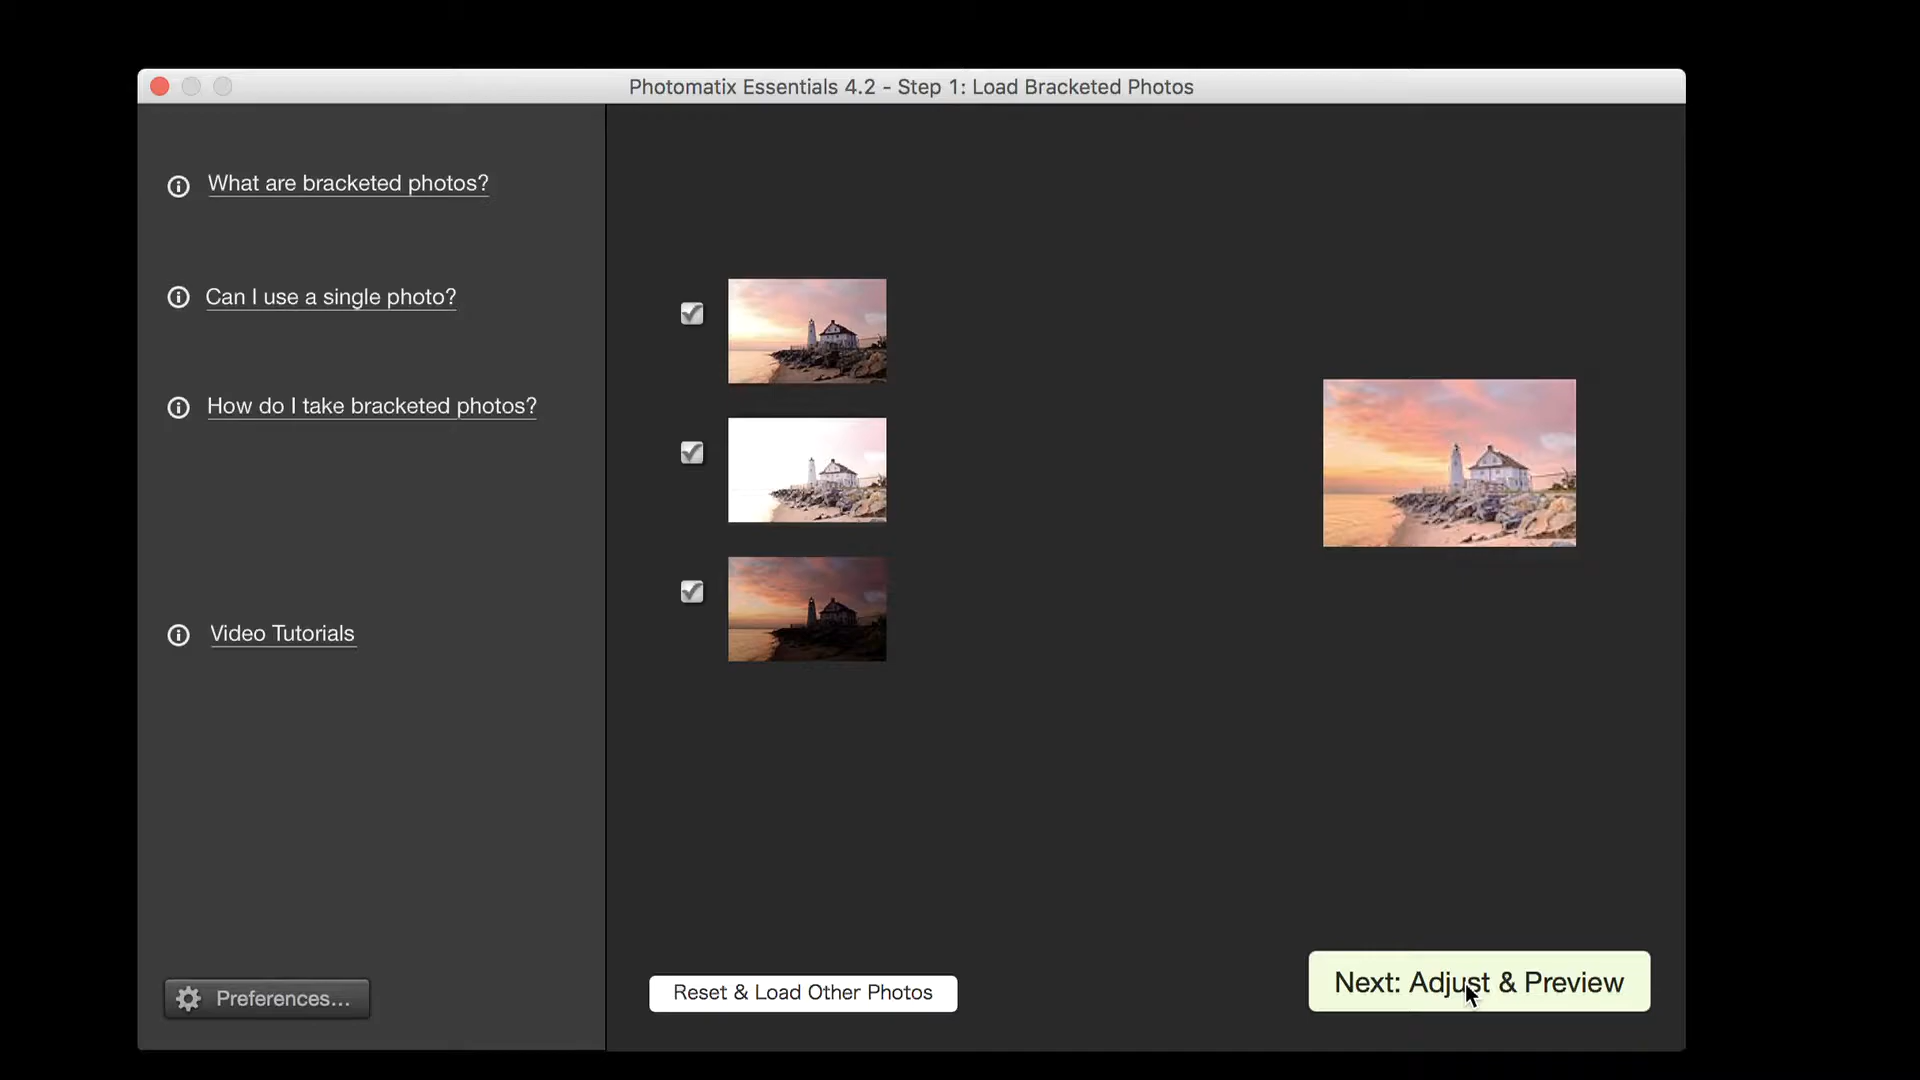 Photomatix Essentials 4.2 - Step 1: Load Bracketed Photos
What are bracketed photos?
Can I use a single photo?
How do I take bracketed photos?
Video Tutorials
Preferences...
Reset & Load Other Photos
Next: Adjust & Preview